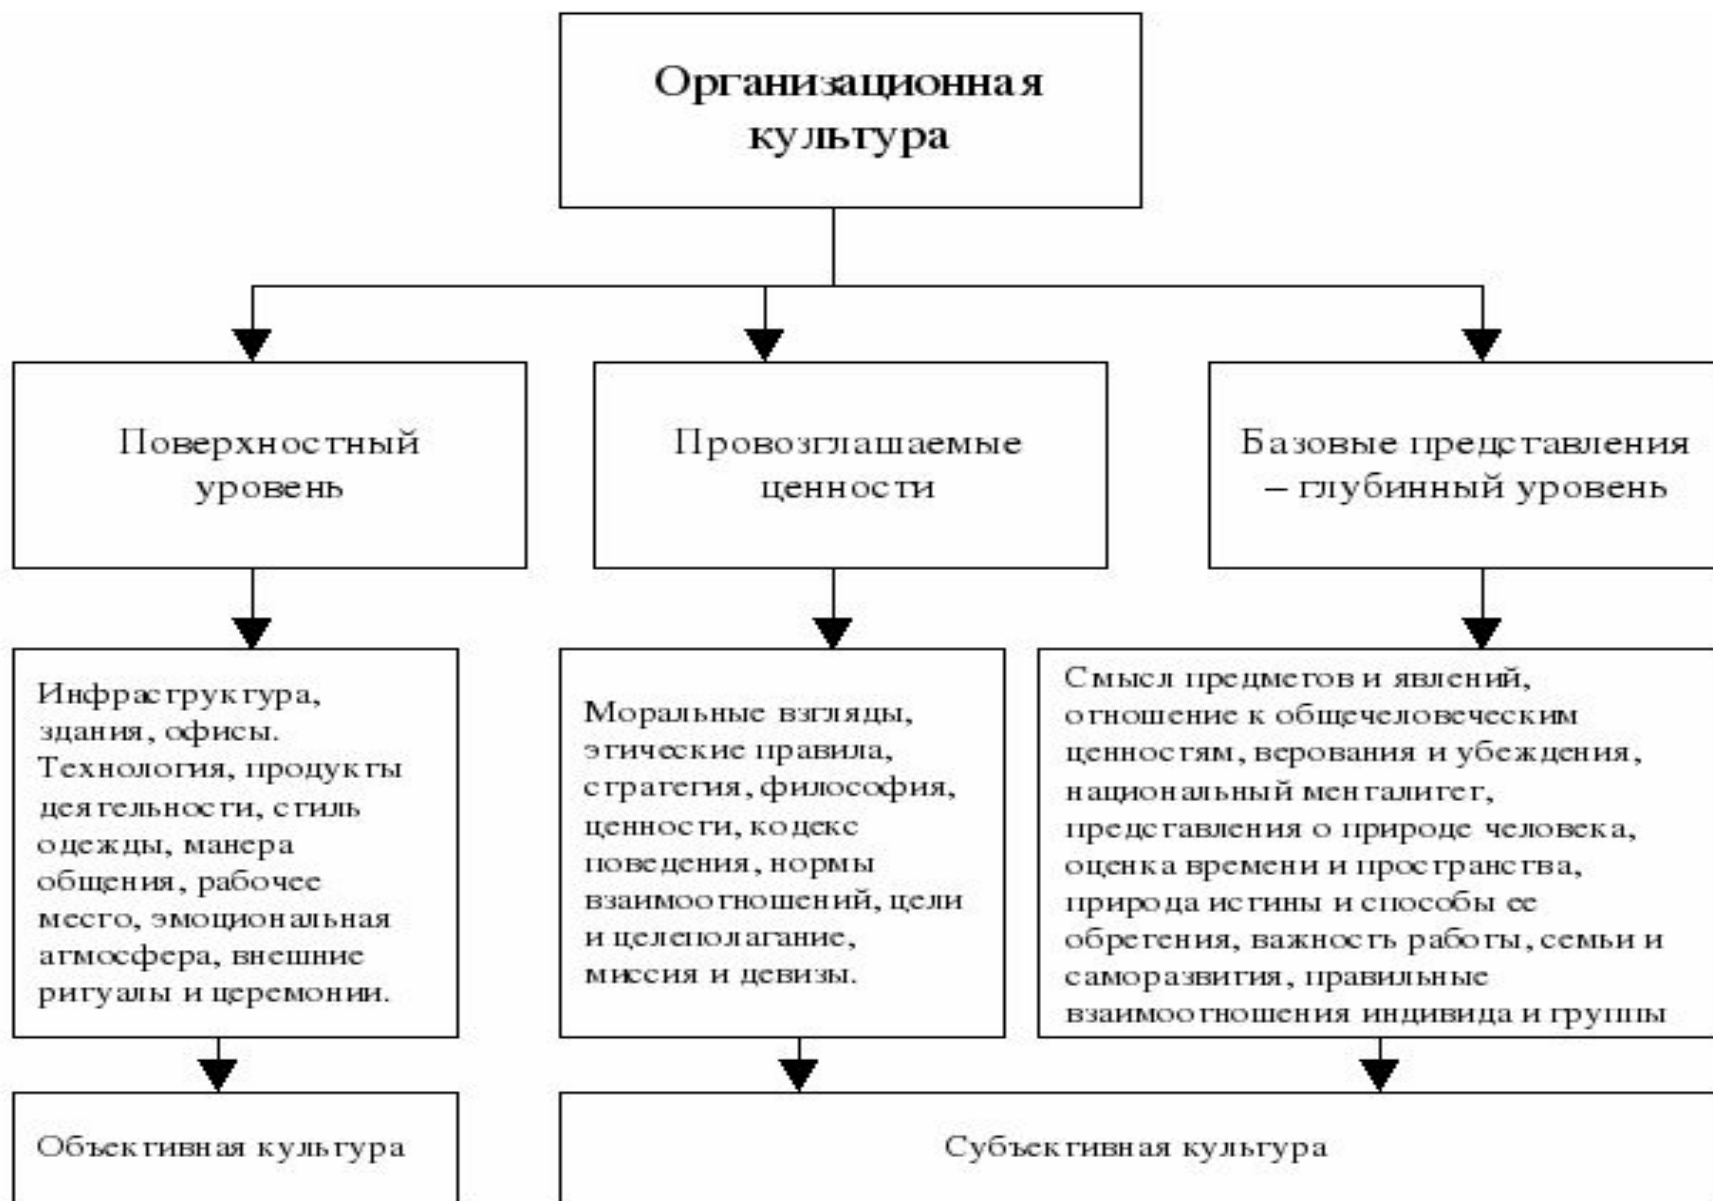 Организационная
культура
Поверхностный
уровень
Провозглашаемые
ценности
Базовые представления
– глубинный уровень
Инфраструктура,
здания, офисы.
Технология, продукты
деятельности, стиль
одежды, манера
общения, рабочее
место, эмоциональная
атмосфера, внешние
ритуалы и церемонии.
Моральные взгляды,
этические правила,
стратегия, философия,
ценности, кодекс
поведения, нормы
взаимоотношений, цели
и целеполагание,
миссия и девизы.
Смысл предметов и явлений,
отношение к общечеловеческим
ценностям, верования и убеждения,
национальный менталитет,
представления о природе человека,
оценка времени и пространства,
природа истины и способы ее
обретения, важность работы, семьи и
саморазвития, правильные
взаимоотношения индивида и группы
Объективная культура
Субъективная культура